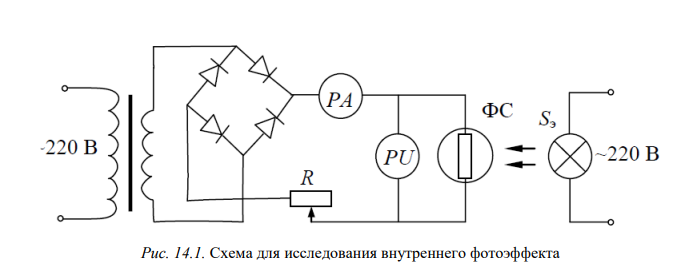 ФС
Sэ
PA
-220 В
PU
~220 В
R
Рис. 14.1. Схема для исследования внутреннего фотоэффекта